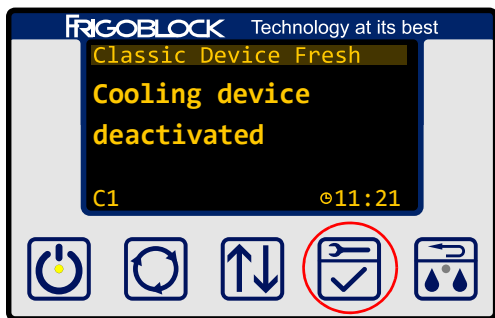 FRIGOBLOCK Technology at its best
Classic Device Fresh
Cooling device
deactivated
C1 11:21